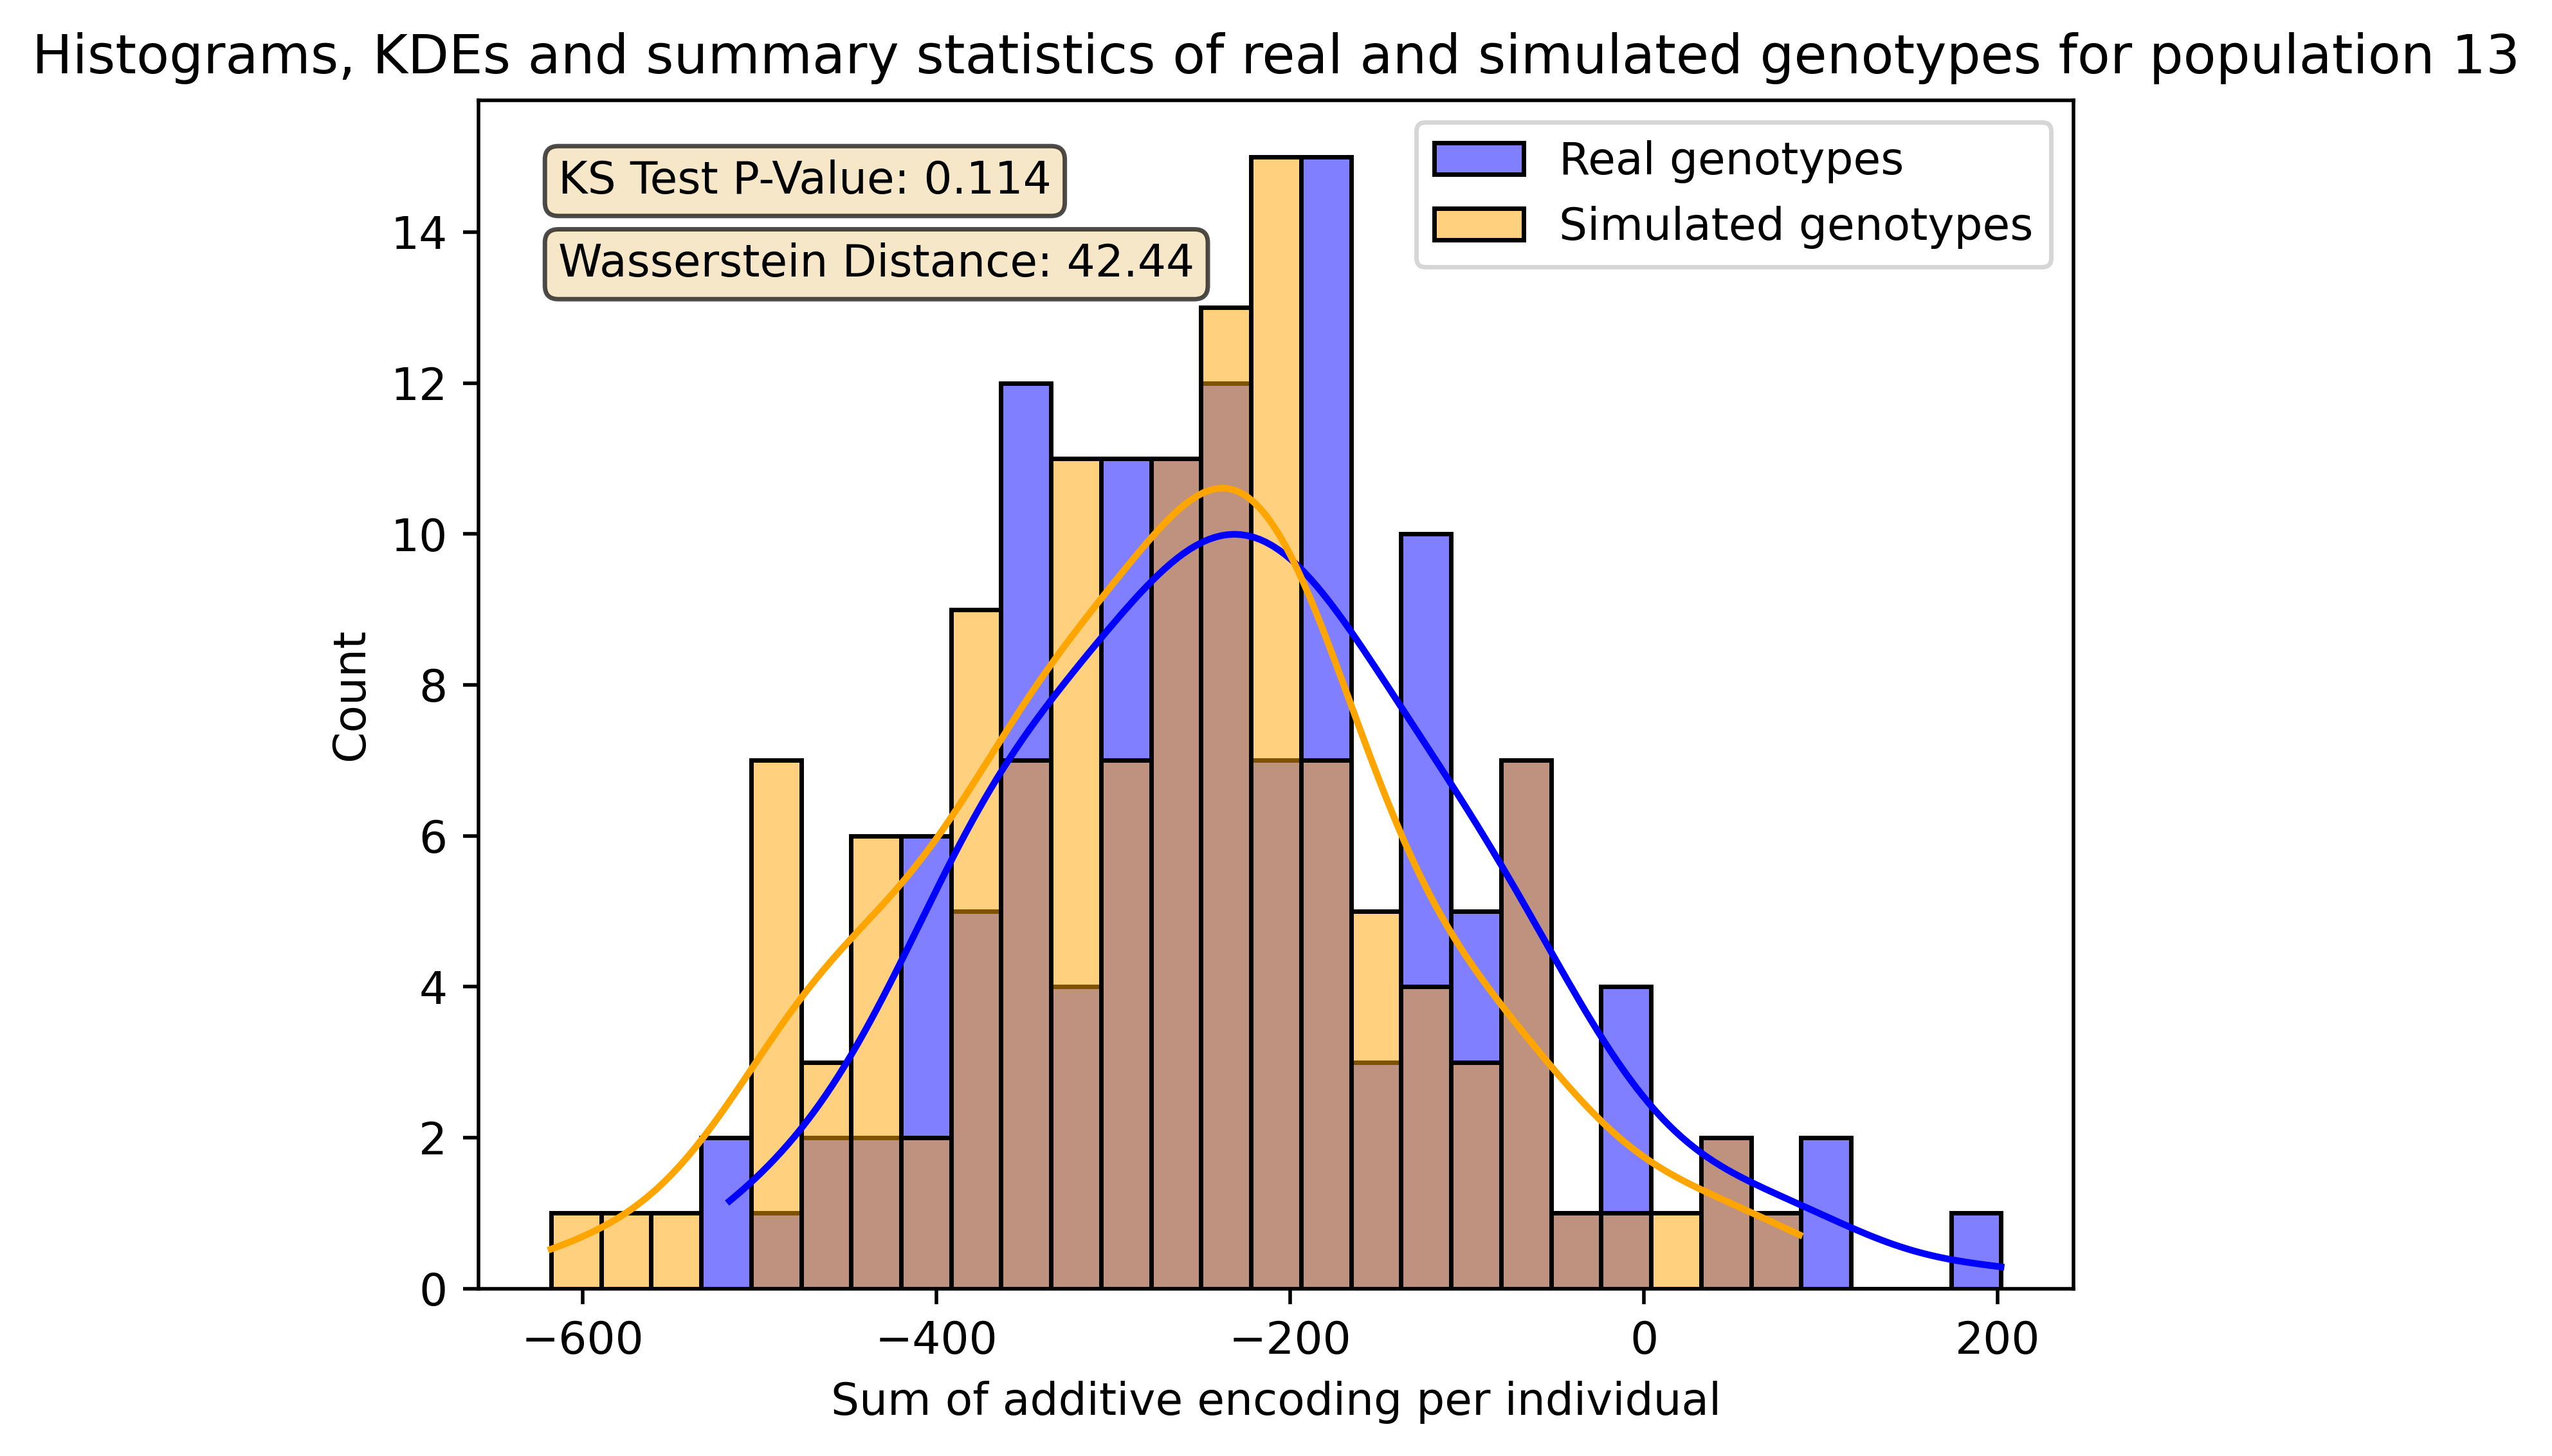 Histograms, KDEs and summary statistics of real and simulated genotypes for population 13
KS Test P-Value: 0.114
Wasserstein Distance: 42.44
Real genotypes
Simulated genotypes
14
12
10
8
6
4
2
0
Count
−600
−400
−200
0
200
Sum of additive encoding per individual